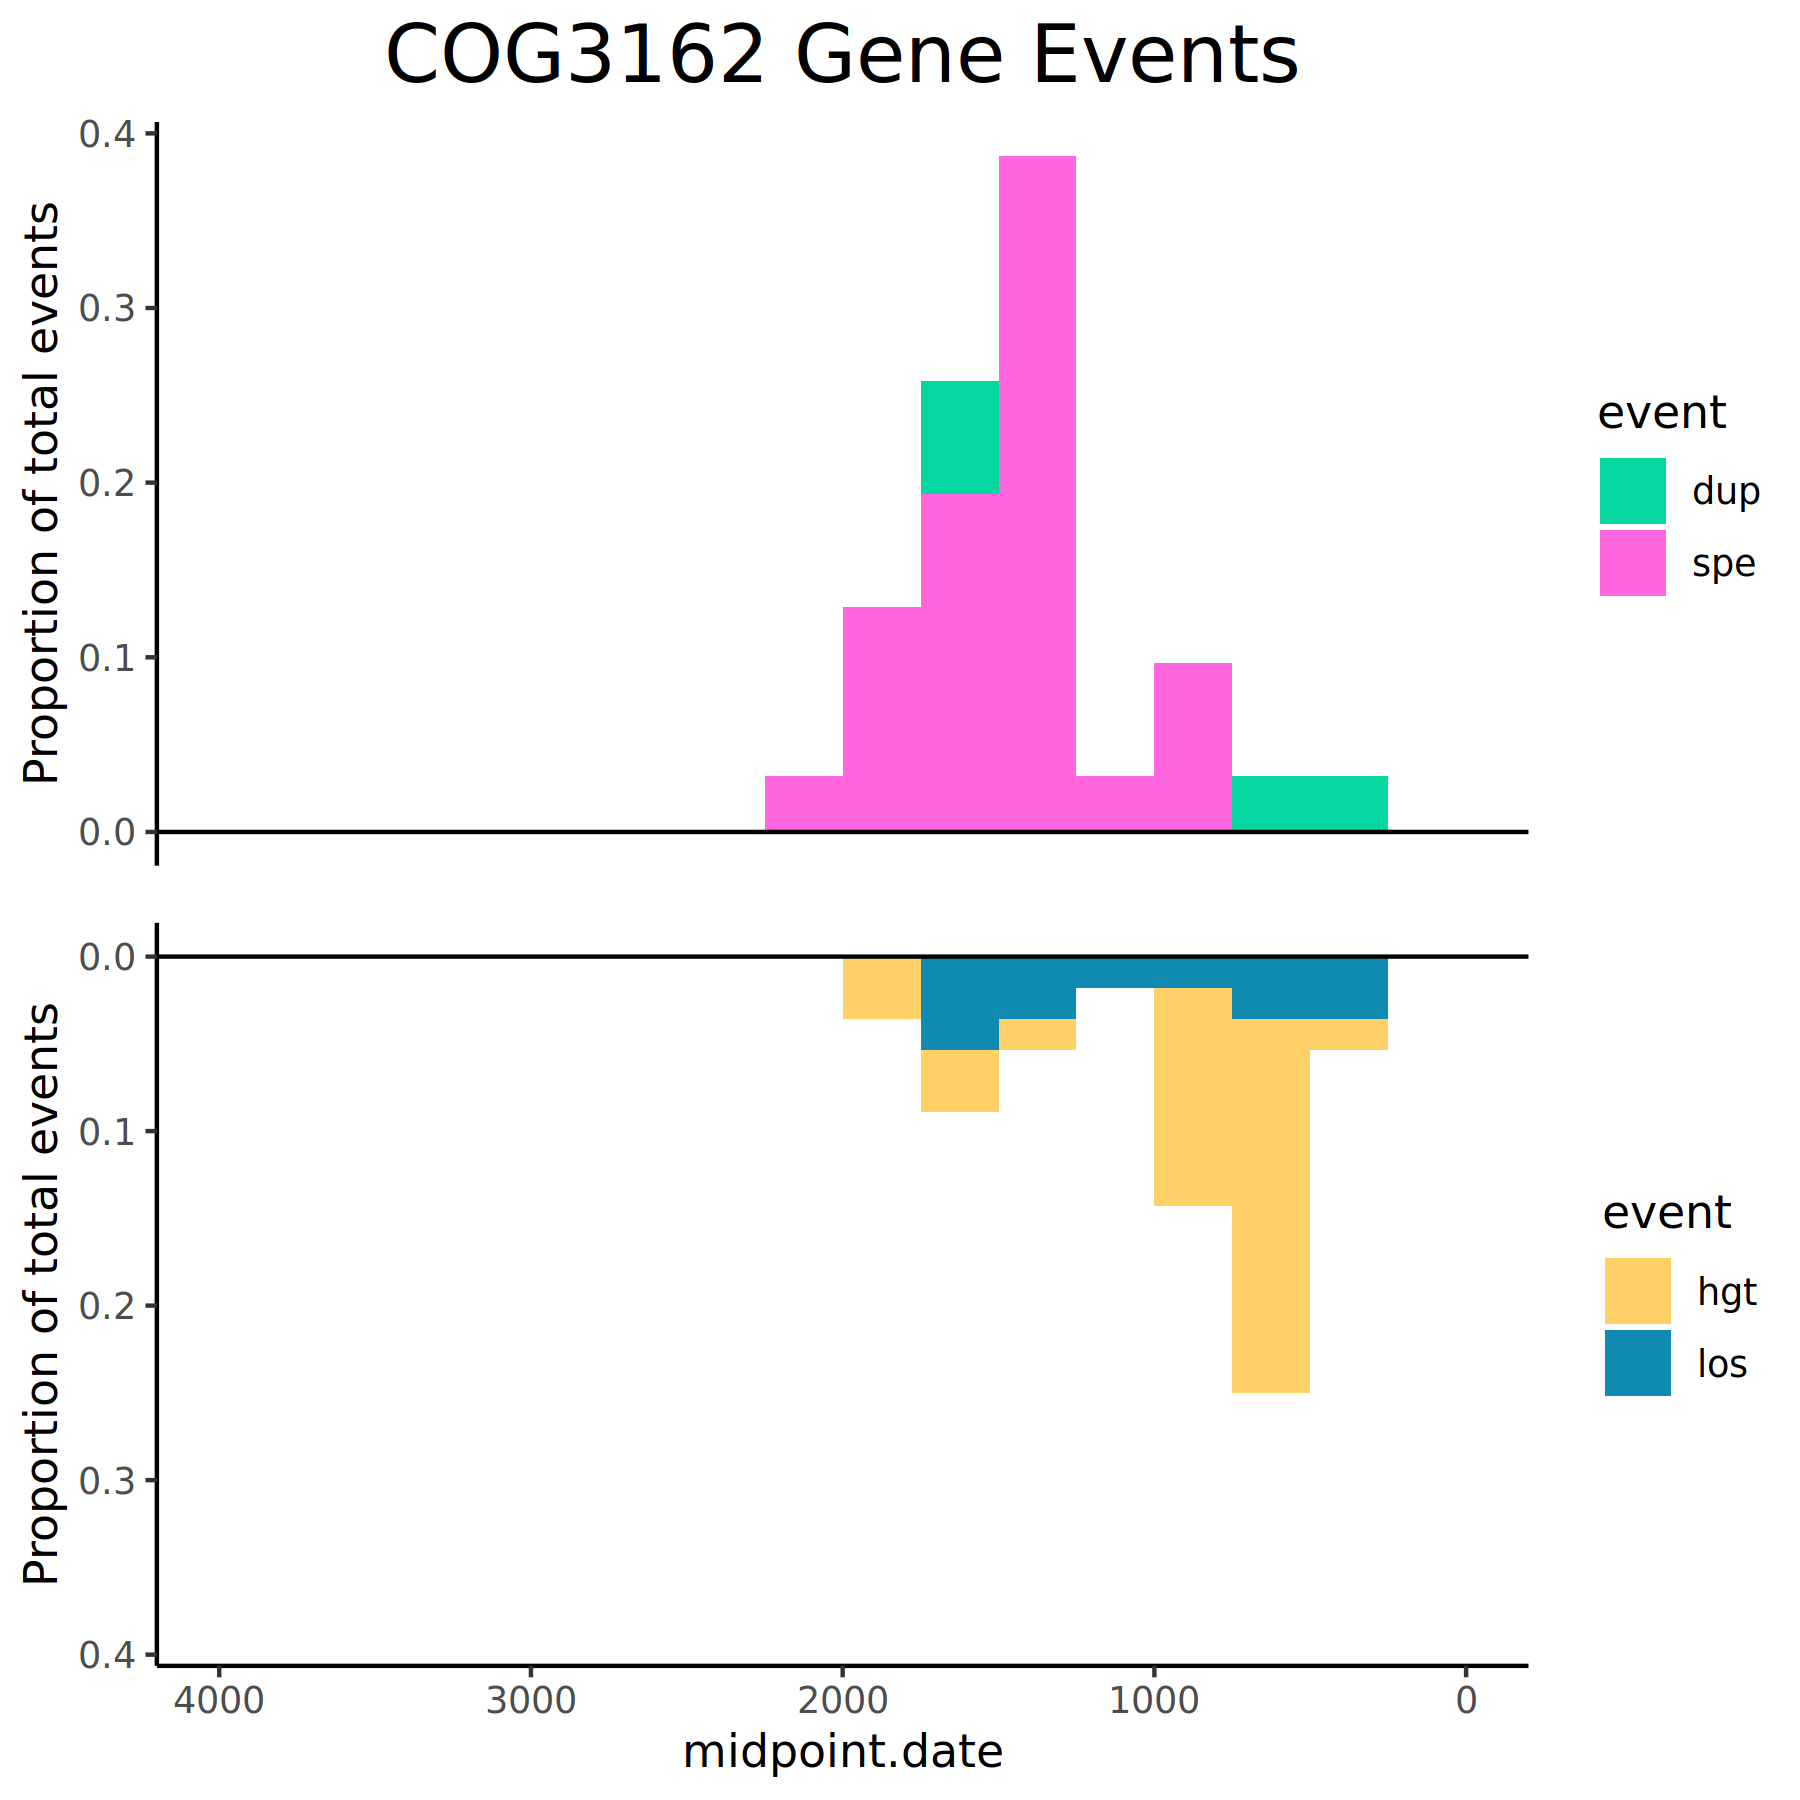 COG3162 Gene Events
0.4
0.3
0.2
0.1
0.0
Proportion of total events
event
dup
spe
0.0
0.1
0.2
0.3
0.4
Proportion of total events
event
hgt
los
4000 3000 2000 1000 0
midpoint.date